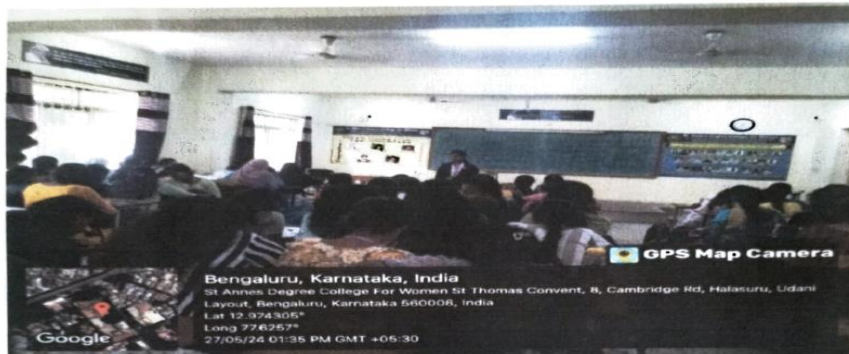 GPS Map Camera
Bengaluru, Karnataka, India
St Annes Degree College For Women St Thomas Convent, 8, Cambridge Rd, Halasuru, Udani
Layout, Bengaluru, Karnataka 560008, India
Lat 12.974305°
Long 77.6257°
27/05/24 01:35 PM GMT +05:30
Google